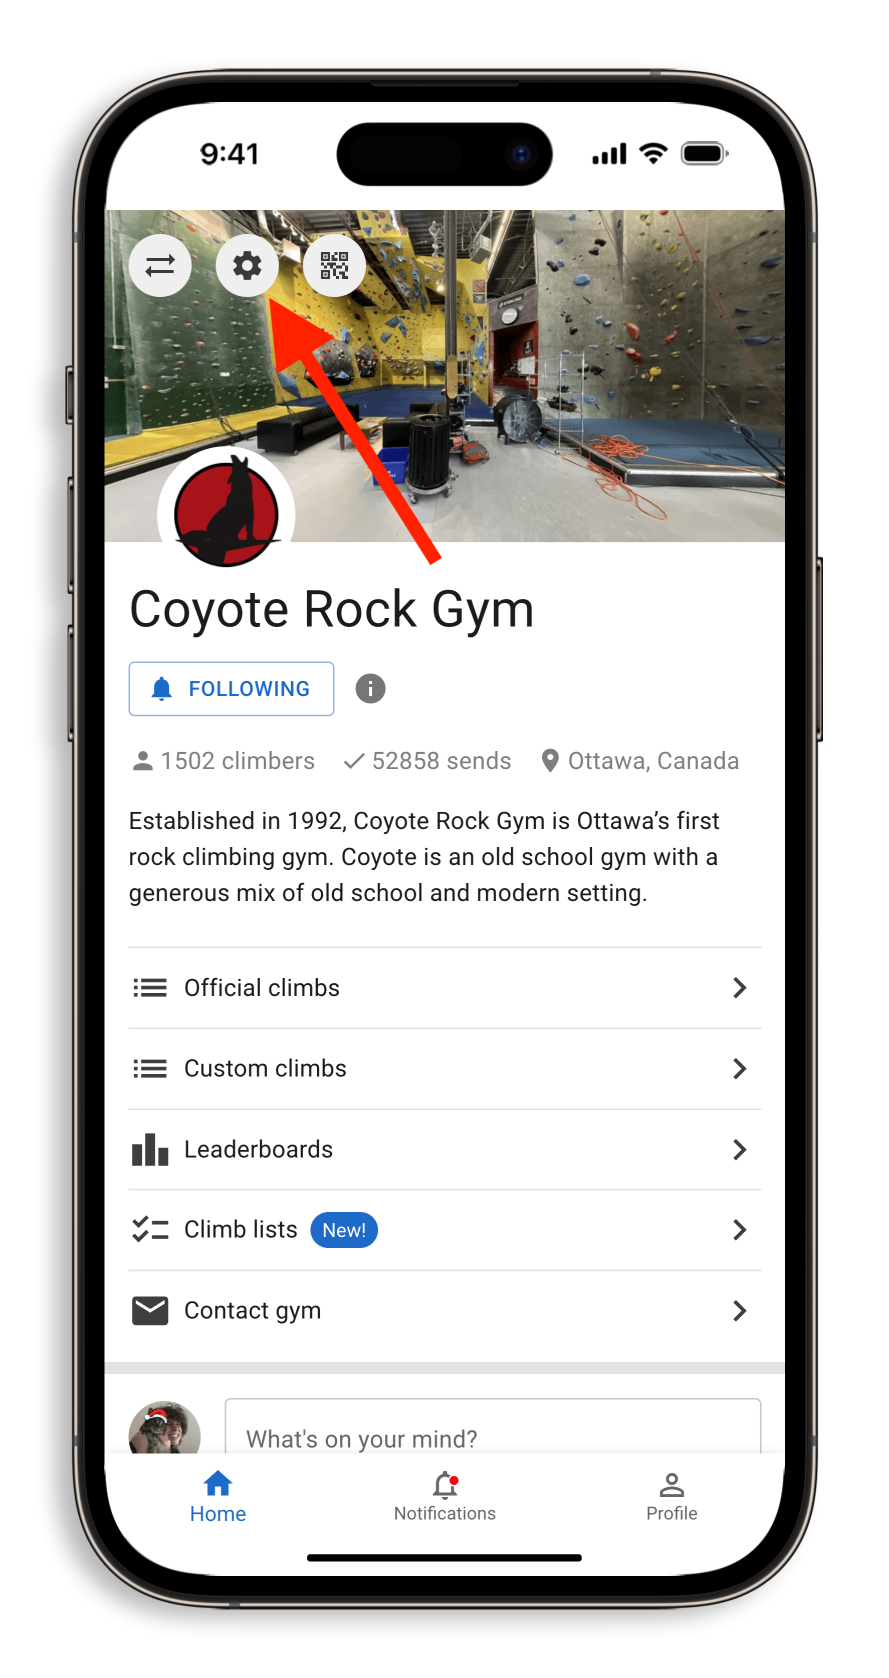 9:41
Coyote Rock Gym
FOLLOWING
1502 climbers 52858 sends Ottawa, Canada
Established in 1992, Coyote Rock Gym is Ottawa’s first
rock climbing gym. Coyote is an old school gym with a
generous mix of old school and modern setting.
Official climbs
Custom climbs
Leaderboards
Climb lists New!
Contact gym
What's on your mind?
Home Notifications Profile